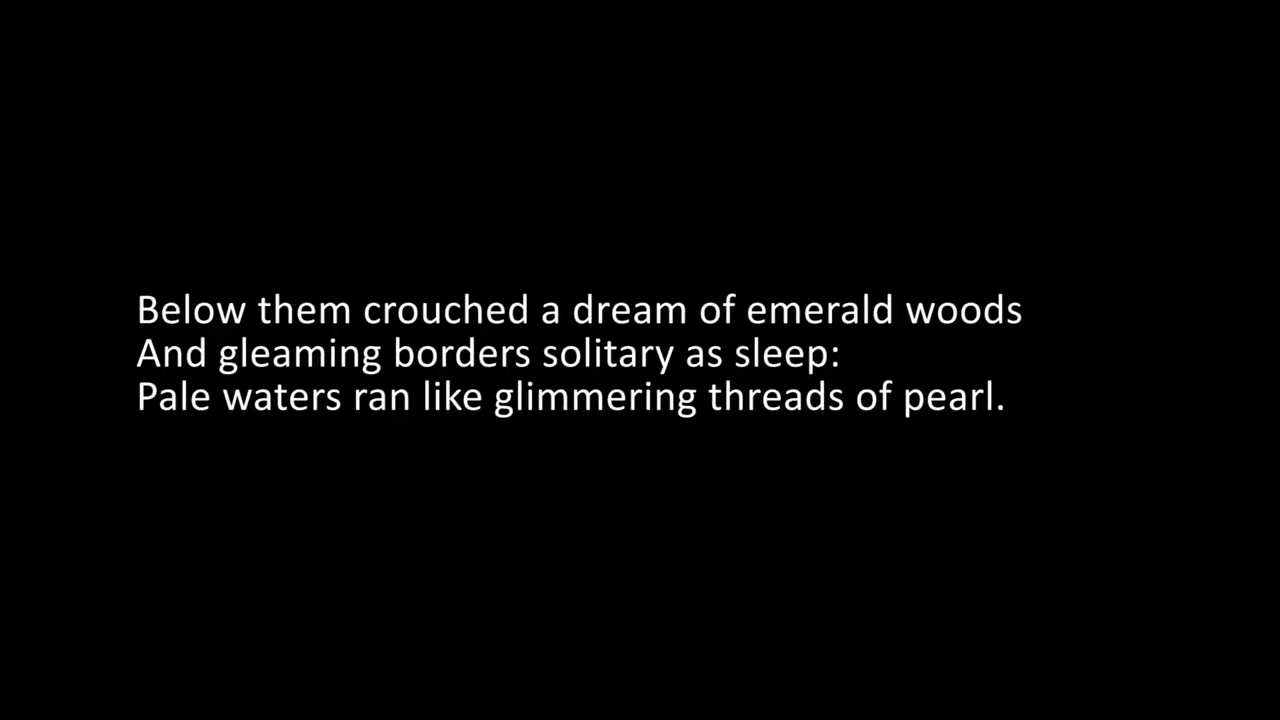 Below them crouched a dream of emerald woods
And gleaming borders solitary as sleep:
Pale waters ran like glimmering threads of pearl.